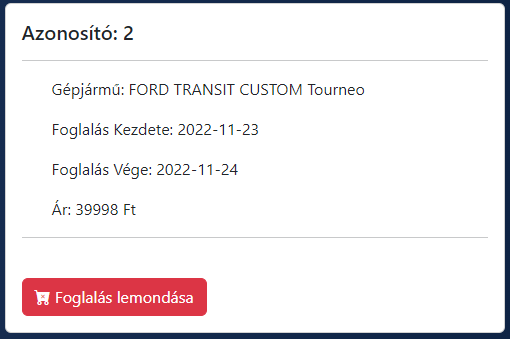 Azonosító: 2
Gépjármű: FORD TRANSIT CUSTOM Tourneo
Foglalás Kezdete: 2022-11-23
Foglalás Vége: 2022-11-24
Ár: 39998 Ft
Foglalás lemondása